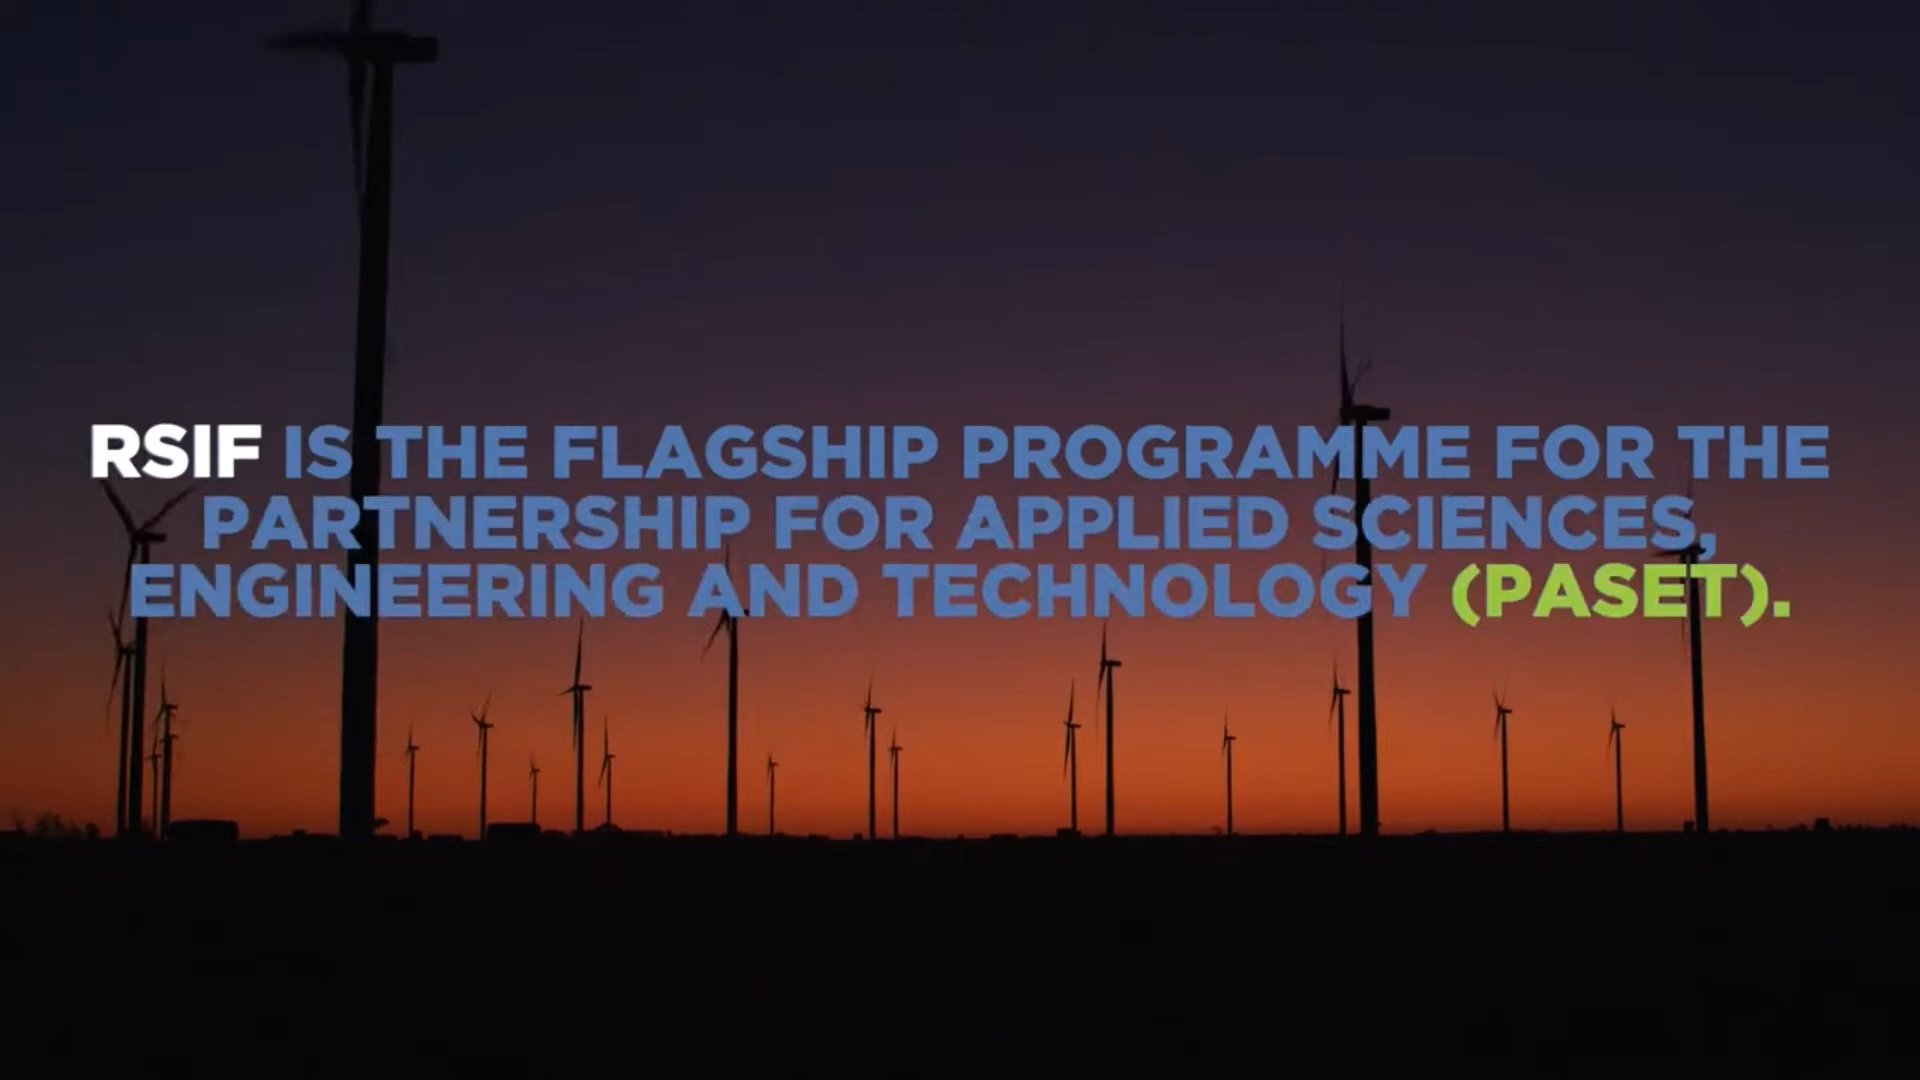 RSIF IS THE FLAGSHIP PROGRAMME FOR THE
PARTNERSHIP FOR APPLIED SCIENCES,
ENGINEERING AND TECHNOLOGY (PASET).